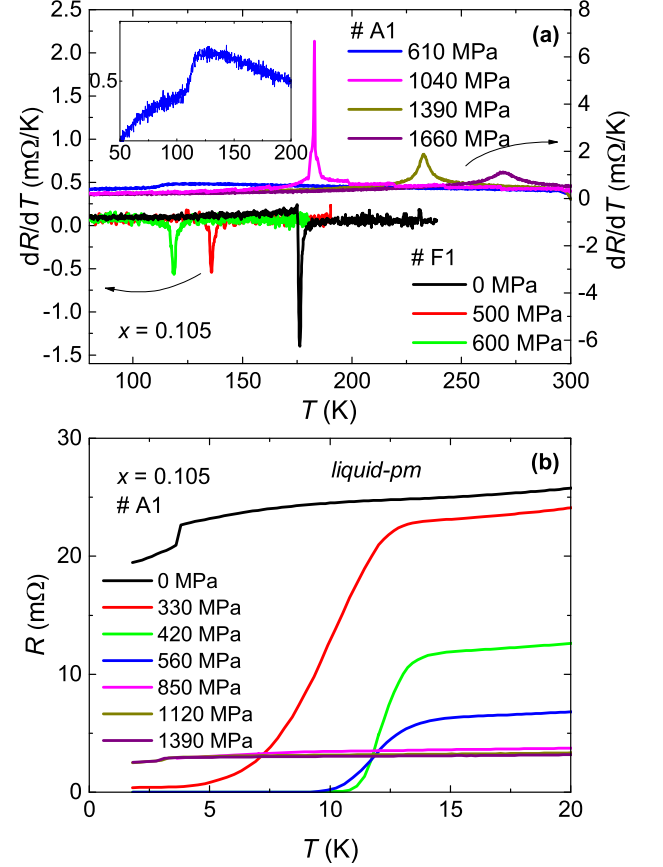 # A1
(a)
610 MPa
1040 MPa
1390 MPa
1660 MPa
0.5
50 100 150 200
2.5
2.0
1.5
1.0
0.5
0.0
-0.5
-1.0
-1.5
dR/dT (mΩ/K)
8
6
4
2
0
-2
-4
-6
dR/dT (mΩ/K)
# F1
0 MPa
500 MPa
600 MPa
x = 0.105
100 150 200 250 300
T (K)
30
20
10
0
R (mΩ)
(b)
liquid-pm
x = 0.105
# A1
0 MPa
330 MPa
420 MPa
560 MPa
850 MPa
1120 MPa
1390 MPa
0 5 10 15 20
T (K)